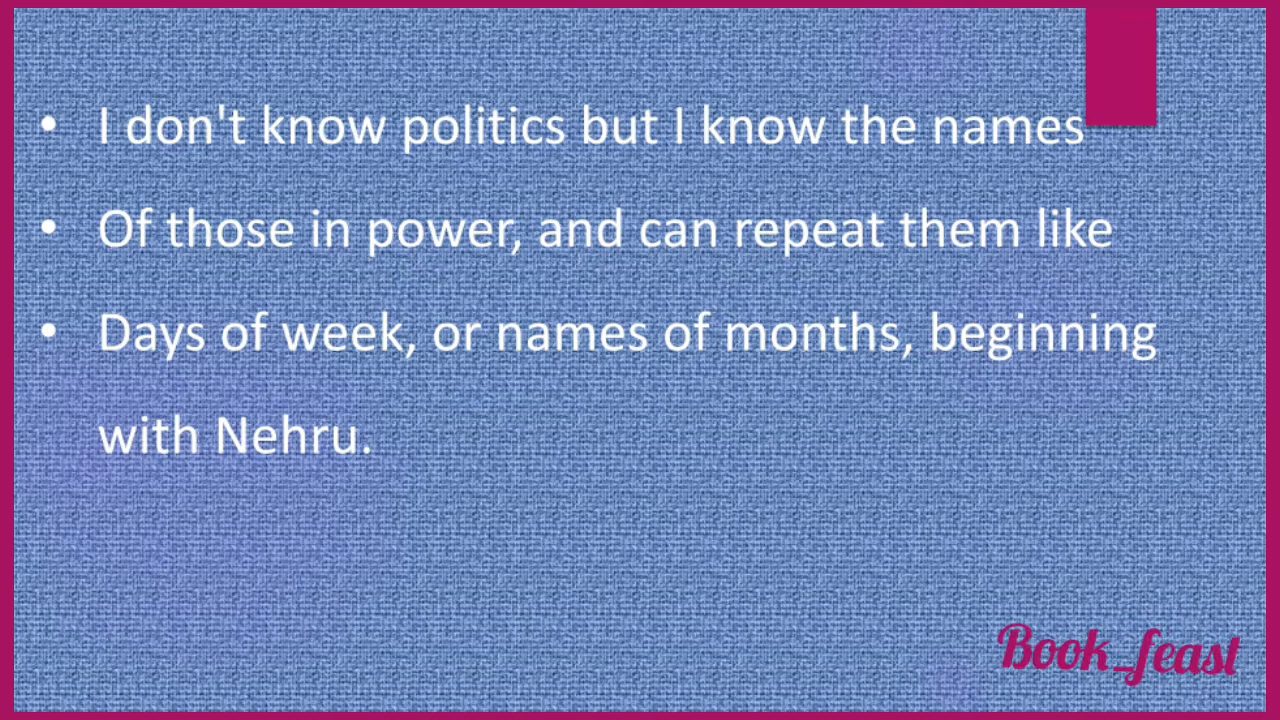 • I don't know politics but I know the names
• Of those in power, and can repeat them like
• Days of week, or names of months, beginning
with Nehru.
Book_feast